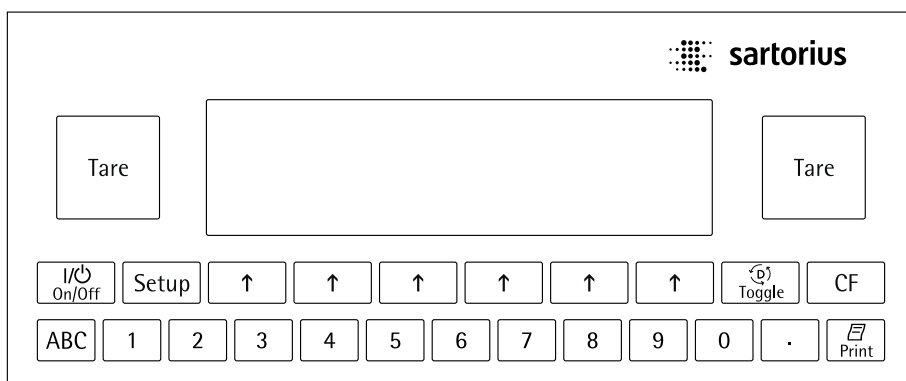 sartorius
Tare Tare
I/⏻ On/Off Setup ↑ ↑ ↑ ↑ ↑ ↑ D Toggle CF
ABC 1 2 3 4 5 6 7 8 9 0 . Print